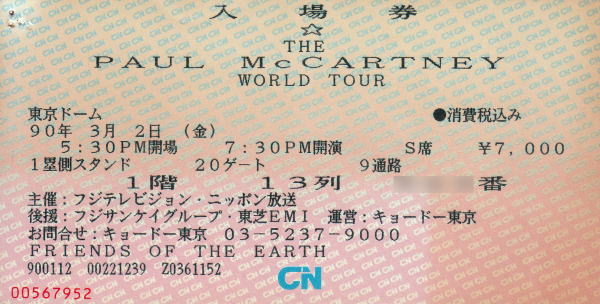 入場券
☆
THE
PAUL McCARTNEY
WORLD TOUR
東京ドーム ●消費税込み
90年 3月 2日 (金)
5:30PM開場 7:30PM開演 S席 ¥7,000
1塁側スタンド 20ゲート 9通路
1階 13列 番
主催:フジテレビジョン・ニッポン放送
後援:フジサンケイグループ・東芝EMI 運営:キョードー東京
お問合せ:キョードー東京 03-5237-9000
FRIENDS OF THE EARTH
900112 00221239 Z0361152
CN
00567952